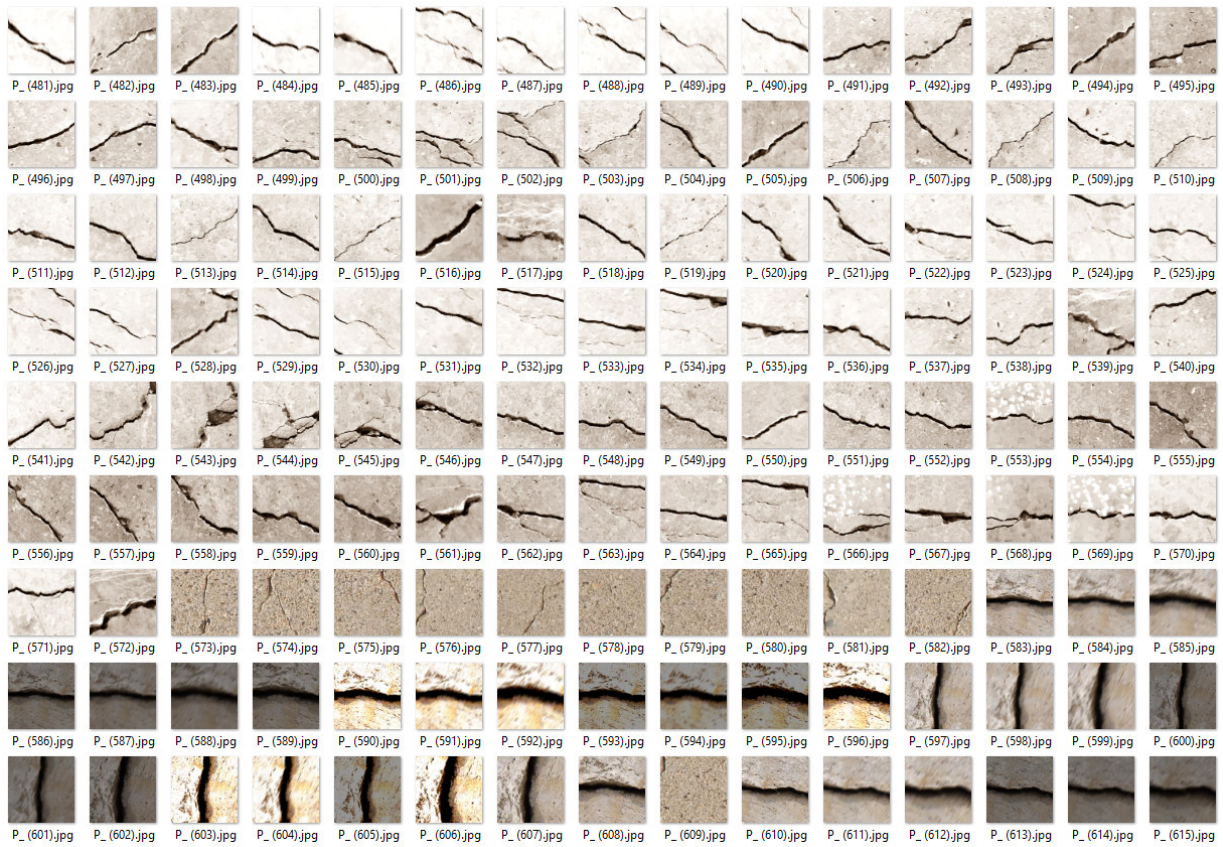 P_ (481).jpg P_ (482).jpg P_ (483).jpg P_ (484).jpg P_ (485).jpg P_ (486).jpg P_ (487).jpg P_ (488).jpg P_ (489).jpg P_ (490).jpg P_ (491).jpg P_ (492).jpg P_ (493).jpg P_ (494).jpg P_ (495).jpg
P_ (496).jpg P_ (497).jpg P_ (498).jpg P_ (499).jpg P_ (500).jpg P_ (501).jpg P_ (502).jpg P_ (503).jpg P_ (504).jpg P_ (505).jpg P_ (506).jpg P_ (507).jpg P_ (508).jpg P_ (509).jpg P_ (510).jpg
P_ (511).jpg P_ (512).jpg P_ (513).jpg P_ (514).jpg P_ (515).jpg P_ (516).jpg P_ (517).jpg P_ (518).jpg P_ (519).jpg P_ (520).jpg P_ (521).jpg P_ (522).jpg P_ (523).jpg P_ (524).jpg P_ (525).jpg
P_ (526).jpg P_ (527).jpg P_ (528).jpg P_ (529).jpg P_ (530).jpg P_ (531).jpg P_ (532).jpg P_ (533).jpg P_ (534).jpg P_ (535).jpg P_ (536).jpg P_ (537).jpg P_ (538).jpg P_ (539).jpg P_ (540).jpg
P_ (541).jpg P_ (542).jpg P_ (543).jpg P_ (544).jpg P_ (545).jpg P_ (546).jpg P_ (547).jpg P_ (548).jpg P_ (549).jpg P_ (550).jpg P_ (551).jpg P_ (552).jpg P_ (553).jpg P_ (554).jpg P_ (555).jpg
P_ (556).jpg P_ (557).jpg P_ (558).jpg P_ (559).jpg P_ (560).jpg P_ (561).jpg P_ (562).jpg P_ (563).jpg P_ (564).jpg P_ (565).jpg P_ (566).jpg P_ (567).jpg P_ (568).jpg P_ (569).jpg P_ (570).jpg
P_ (571).jpg P_ (572).jpg P_ (573).jpg P_ (574).jpg P_ (575).jpg P_ (576).jpg P_ (577).jpg P_ (578).jpg P_ (579).jpg P_ (580).jpg P_ (581).jpg P_ (582).jpg P_ (583).jpg P_ (584).jpg P_ (585).jpg
P_ (586).jpg P_ (587).jpg P_ (588).jpg P_ (589).jpg P_ (590).jpg P_ (591).jpg P_ (592).jpg P_ (593).jpg P_ (594).jpg P_ (595).jpg P_ (596).jpg P_ (597).jpg P_ (598).jpg P_ (599).jpg P_ (600).jpg
P_ (601).jpg P_ (602).jpg P_ (603).jpg P_ (604).jpg P_ (605).jpg P_ (606).jpg P_ (607).jpg P_ (608).jpg P_ (609).jpg P_ (610).jpg P_ (611).jpg P_ (612).jpg P_ (613).jpg P_ (614).jpg P_ (615).jpg